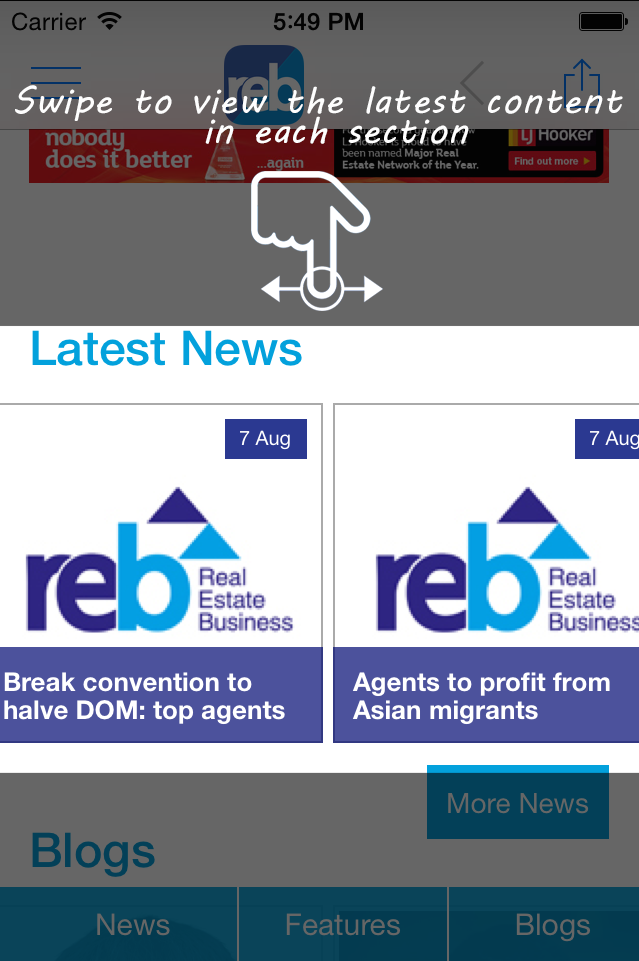 Carrier 5:49 PM
reb
Swipe to view the latest content
in each section
nobody
does it better
...again
been named Major Real
Estate Network of the Year.
LJ Hooker
Find out more
Latest News
7 Aug
reb
Real
Estate
Business
Break convention to
halve DOM: top agents
7 Aug
reb
Real
Estate
Business
Agents to profit from
Asian migrants
More News
Blogs
News Features Blogs